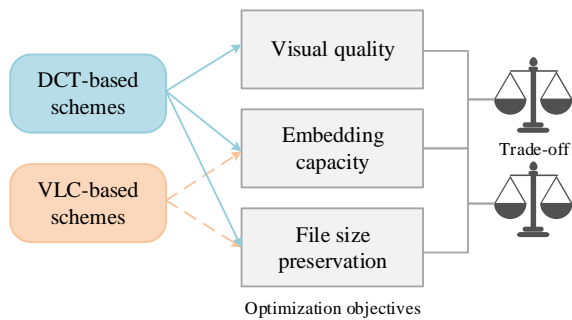 DCT-based
schemes
VLC-based
schemes
Visual quality
Embedding
capacity
File size
preservation
Optimization objectives
Trade-off